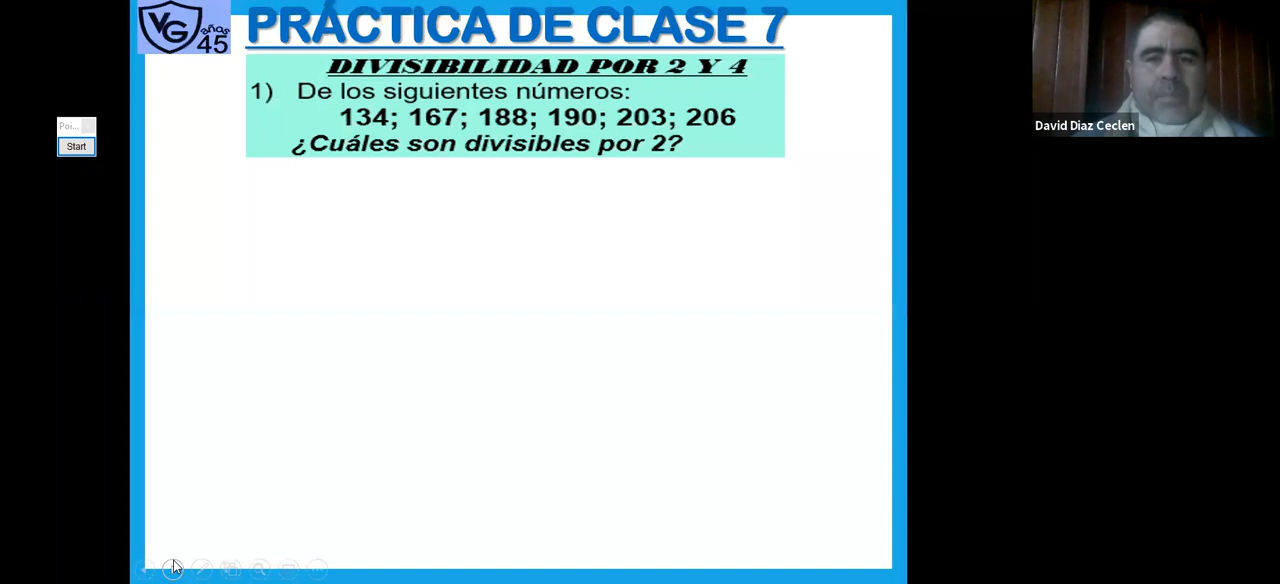 VG
años
45
PRÁCTICA DE CLASE 7
DIVISIBILIDAD POR 2 Y 4
1) De los siguientes números:
134; 167; 188; 190; 203; 206
¿Cuáles son divisibles por 2?
Poi...
Start
David Diaz Ceclen